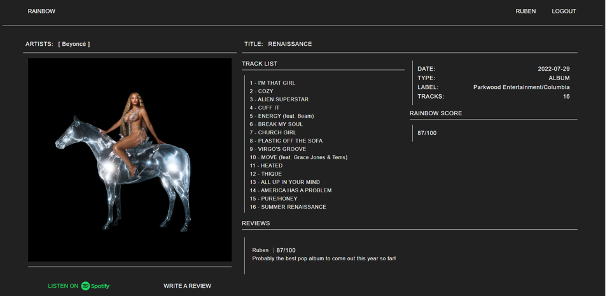 RAINBOW
RUBEN LOGOUT
ARTISTS: [ Beyoncé ]
TITLE: RENAISSANCE
TRACK LIST
1 - I'M THAT GIRL
2 - COZY
3 - ALIEN SUPERSTAR
4 - CUFF IT
5 - ENERGY (feat. Beam)
6 - BREAK MY SOUL
7 - CHURCH GIRL
8 - PLASTIC OFF THE SOFA
9 - VIRGO'S GROOVE
10 - MOVE (feat. Grace Jones & Tems)
11 - HEATED
12 - THIQUE
13 - ALL UP IN YOUR MIND
14 - AMERICA HAS A PROBLEM
15 - PURE/HONEY
16 - SUMMER RENAISSANCE
DATE: 2022-07-29
TYPE: ALBUM
LABEL: Parkwood Entertainment/Columbia
TRACKS: 16
RAINBOW SCORE
87/100
REVIEWS
Ruben | 87/100
Probably the best pop album to come out this year so far!
LISTEN ON Spotify
WRITE A REVIEW